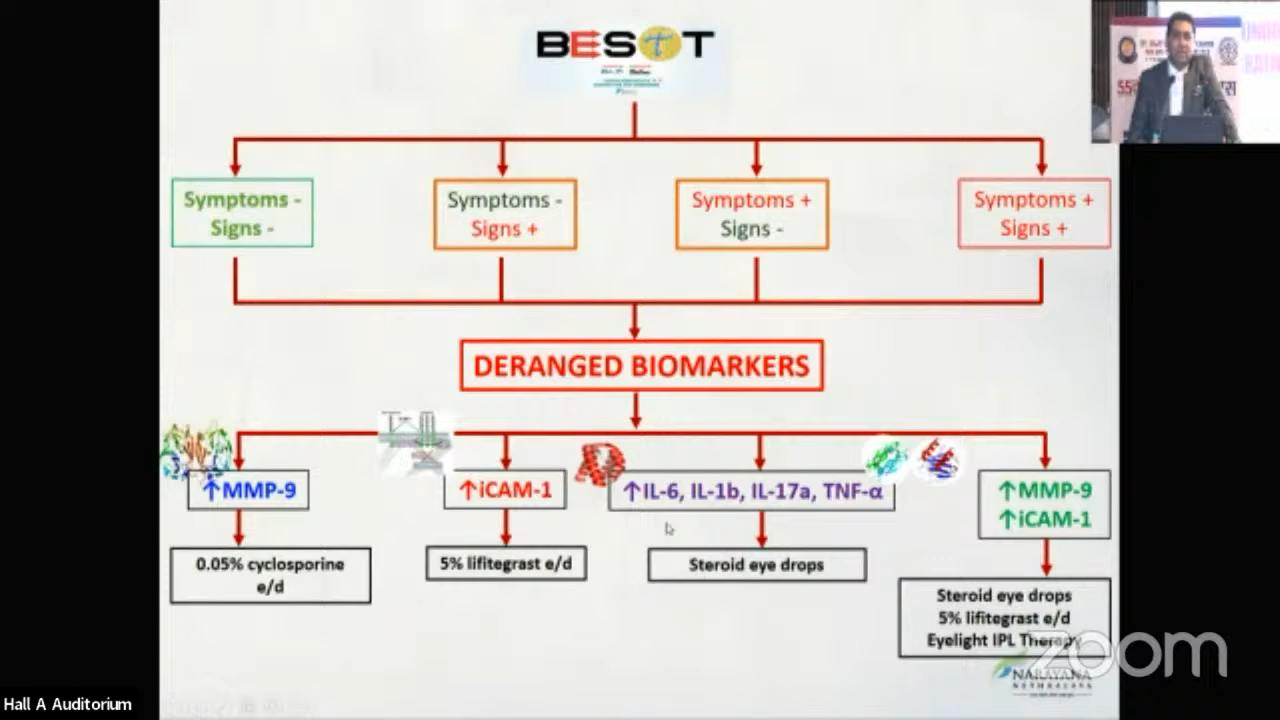 BESTT
Symptoms -
Signs -
Symptoms -
Signs +
Symptoms +
Signs -
Symptoms +
Signs +
DERANGED BIOMARKERS
↑MMP-9
↑iCAM-1
↑IL-6, IL-1b, IL-17a, TNF-α
↑MMP-9
↑iCAM-1
0.05% cyclosporine
e/d
5% lifitegrast e/d
Steroid eye drops
Steroid eye drops
5% lifitegrast e/d
Eyelight IPL Therapy
zoom
NARAYANA
NETHRALAYA
Hall A Auditorium